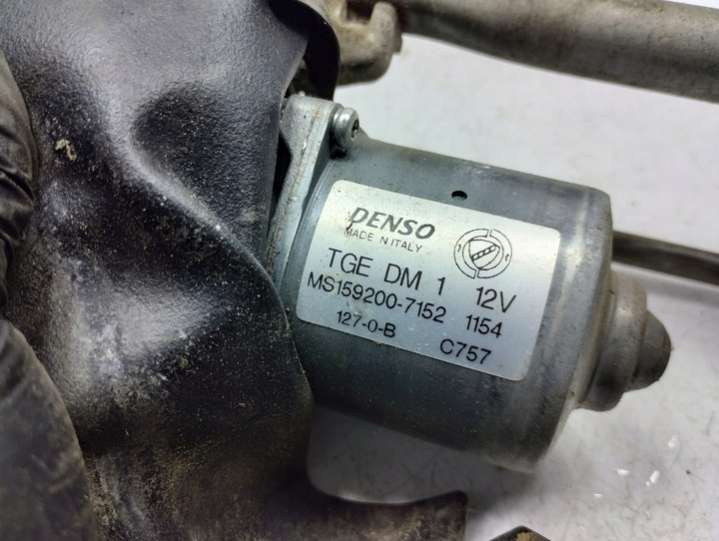 DENSO
MADE IN ITALY
TGE DM 1 12V
MS159200-7152 1154
127-0-B C757